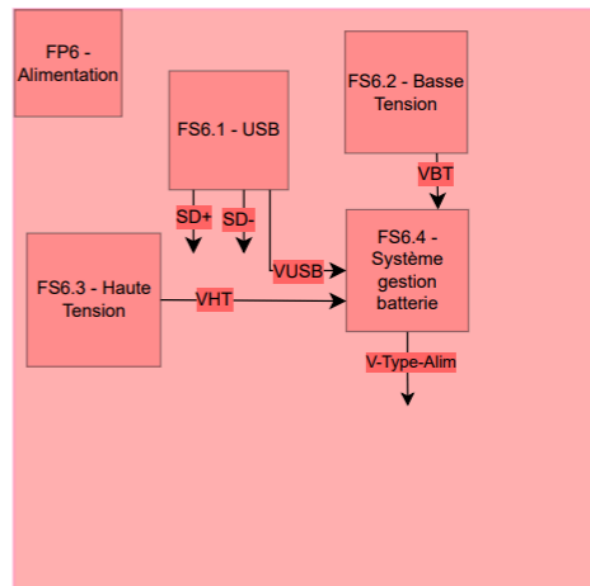 FP6 -
Alimentation
FS6.1 - USB
FS6.2 - Basse
Tension
VBT
SD+
SD-
FS6.4 -
Système
gestion
batterie
VUSB
FS6.3 - Haute
Tension
VHT
V-Type-Alim